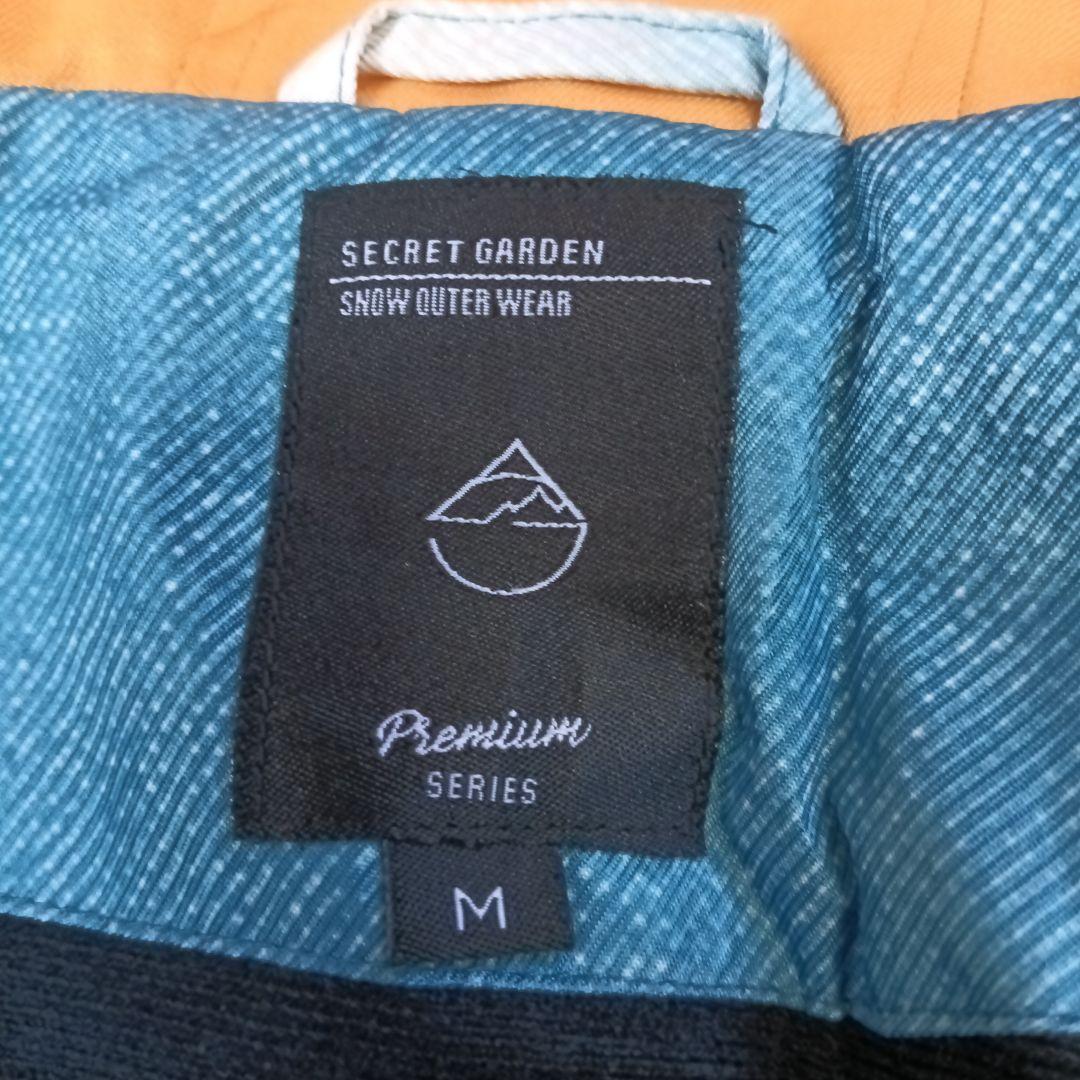 SECRET GARDEN
SNOW OUTER WEAR
Premium
SERIES
M